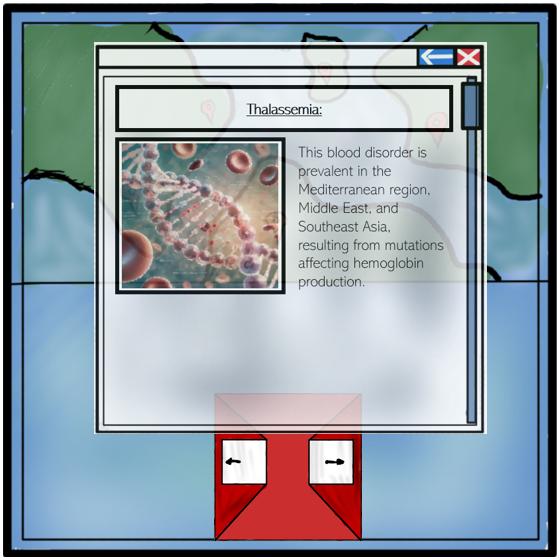 Thalassemia:
This blood disorder is
prevalent in the
Mediterranean region,
Middle East, and
Southeast Asia,
resulting from mutations
affecting hemoglobin
production.